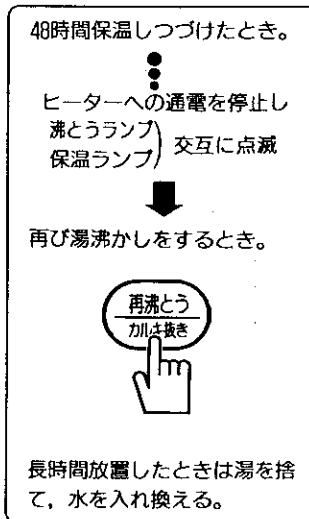 48時間保温しつづけたとき。
ヒーターへの通電を停止し
沸とうランプ
保温ランプ) 交互に点滅
再び湯沸かしをするとき。
再沸とう
カルキ抜き
長時間放置したときは湯を捨
て，水を入れ換える。